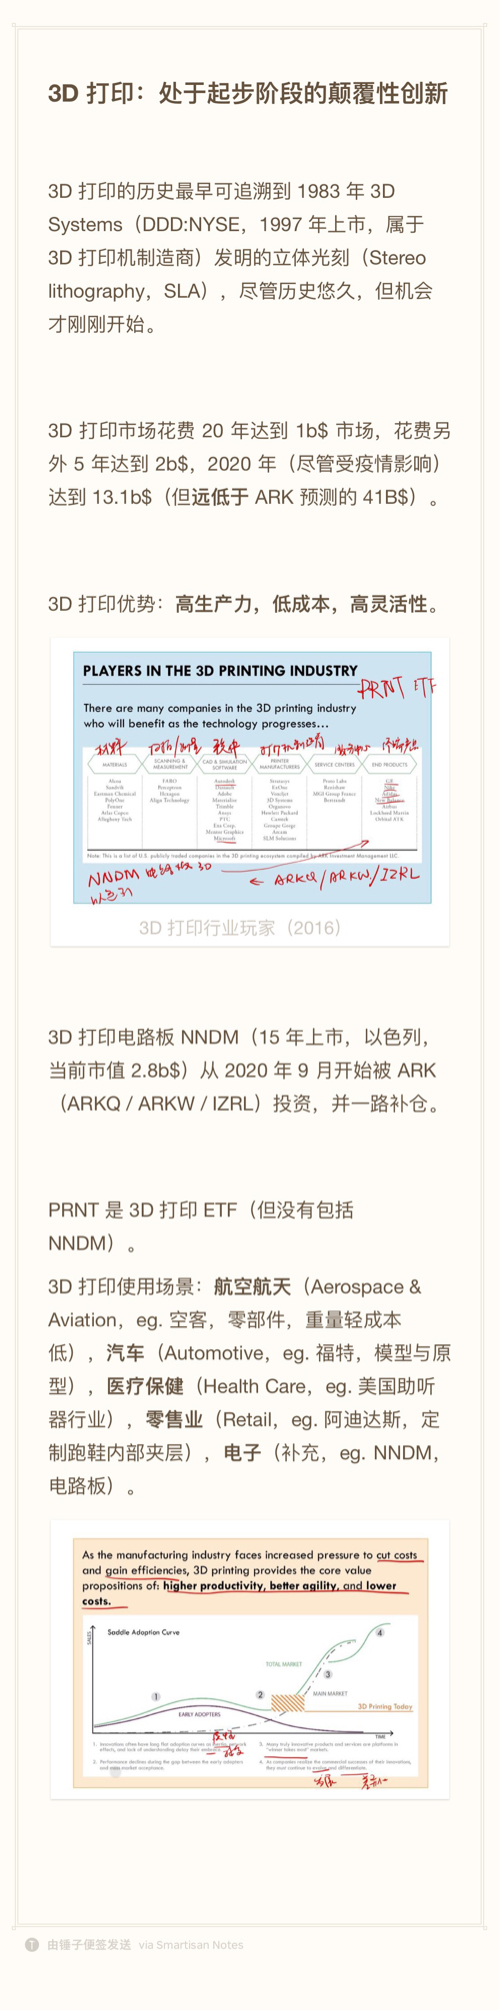 3D 打印：处于起步阶段的颠覆性创新
3D 打印的历史最早可追溯到 1983 年 3D
Systems（DDD:NYSE，1997 年上市，属于
3D 打印机制造商）发明的立体光刻（Stereo
lithography，SLA），尽管历史悠久，但机会
才刚刚开始。
3D 打印市场花费 20 年达到 1b$ 市场，花费另
外 5 年达到 2b$，2020 年（尽管受疫情影响）
达到 13.1b$（但远低于 ARK 预测的 41B$）。
3D 打印优势：高生产力，低成本，高灵活性。
PLAYERS IN THE 3D PRINTING INDUSTRY
PRNT ETF
There are many companies in the 3D printing industry
who will benefit as the technology progresses...
材料 扫描/测量 软件 打印机制造商 服务中心 终端产品
MATERIALS
SCANNING &
MEASUREMENT
CAD & SIMULATION
SOFTWARE
PRINTER
MANUFACTURERS
SERVICE CENTERS
END PRODUCTS
Alcoa
Sandvik
Eastman Chemical
PolyOne
Tennet
Atlas Copco
Allegheny Tech
FARO
Perceptron
Hexagon
Align Technology
Autodesk
Dassault
Adobe
Materialise
Trimble
Ansys
PTC
Exa Corp
Mentor Graphics
Microsoft
Stratasys
ExOne
Voxeljet
3D Systems
Organovo
Hewlett Packard
Camtek
Groupe Gorge
Arcam
SLM Solutions
Proto Labs
Renishaw
MGI Group France
GE
Nike
Adidas
New Balance
Airbus
Lockheed Martin
Orbital ATK
Note: This is a list of U.S. publicly traded companies in the 3D printing ecosystem compiled by ARK Investment Management LLC.
NNDM 电路板 3D
← ARKQ/ARKW/IZRL
以色列
3D 打印行业玩家（2016）
3D 打印电路板 NNDM（15 年上市，以色列，
当前市值 2.8b$）从 2020 年 9 月开始被 ARK
（ARKQ / ARKW / IZRL）投资，并一路补仓。
PRNT 是 3D 打印 ETF（但没有包括
NNDM）。
3D 打印使用场景：航空航天（Aerospace &
Aviation，eg. 空客，零部件，重量轻成本
低），汽车（Automotive，eg. 福特，模型与原
型），医疗保健（Health Care，eg. 美国助听
器行业），零售业（Retail，eg. 阿迪达斯，定
制跑鞋内部夹层），电子（补充，eg. NNDM，
电路板）。
As the manufacturing industry faces increased pressure to cut costs
and gain efficiencies, 3D printing provides the core value
propositions of: higher productivity, better agility, and lower
costs.
SALES
Saddle Adoption Curve
4
TOTAL MARKET
3
1
2
MAIN MARKET
EARLY ADOPTERS
3D Printing Today
TIME
1. Innovations often have long flat adoption curves as
effects, and lack of understanding delay their
2. Performance declines during the gap between the early adopters
and main market acceptance.
3. Many truly innovative products and services are platforms in
"winner takes most" markets.
4. As companies realize the commercial successes of their innovations,
they must continue to evolve and differentiate.
由锤子便签发送 via Smartisan Notes